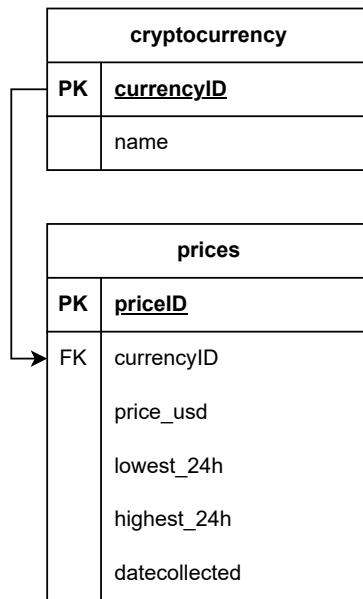 cryptocurrency
PK currencyID
name
prices
PK priceID
FK currencyID
price_usd
lowest_24h
highest_24h
datecollected